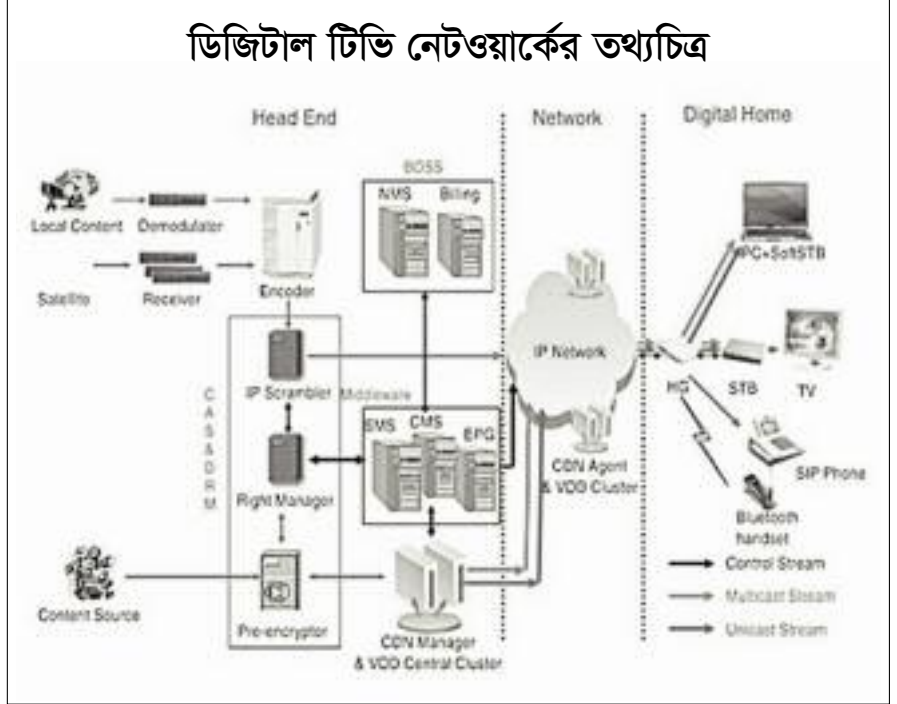 ডিজিটাল টিভি নেটওয়ার্কের তথ্যচিত্র
Head End
Network
Digital Home
BOSS
NMS
Billing
Local Content
Demodulator
PC+SoftSTB
Satellite
Receiver
Encoder
IP Network
CAS&DRM
IP Scrambler
Middleware
HG
STB
TV
EMS
CMS
EPG
CDN Agent
& VOD Cluster
SIP Phone
Right Manager
Bluetooth
handset
Control Stream
Content Source
Multicast Stream
Pre-encryptor
Unicast Stream
CDN Manager
& VOD Central Cluster